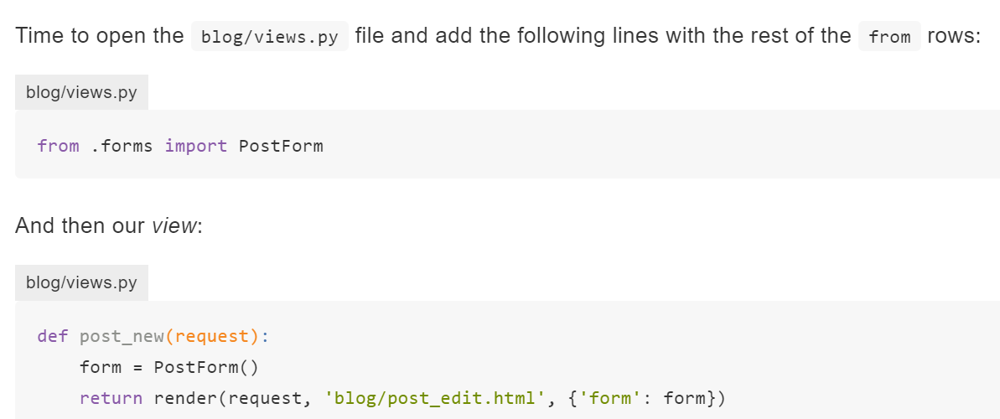 Time to open the blog/views.py file and add the following lines with the rest of the from rows:
blog/views.py
from .forms import PostForm
And then our view:
blog/views.py
def post_new(request):
    form = PostForm()
    return render(request, 'blog/post_edit.html', {'form': form})